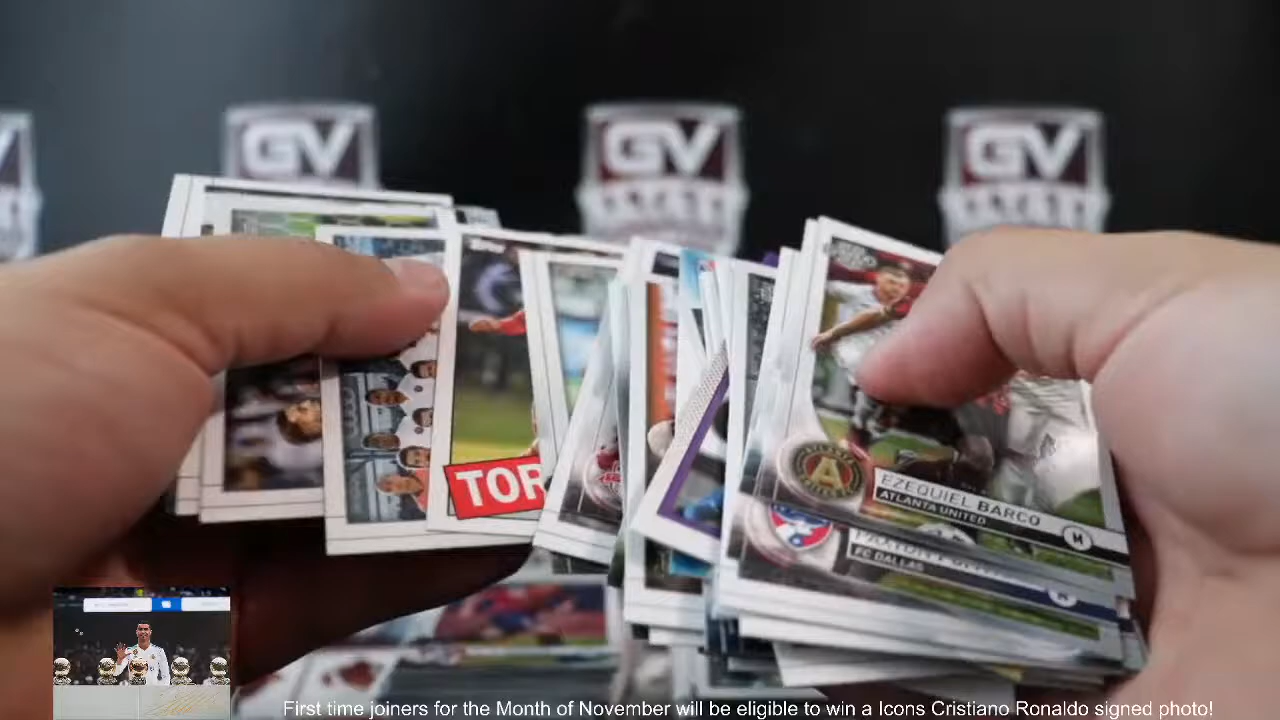 GV
GV
GV
topps
TOR
EZEQUIEL BARCO
ATLANTA UNITED
M
A
FC DALLAS
First time joiners for the Month of November will be eligible to win a Icons Cristiano Ronaldo signed photo!